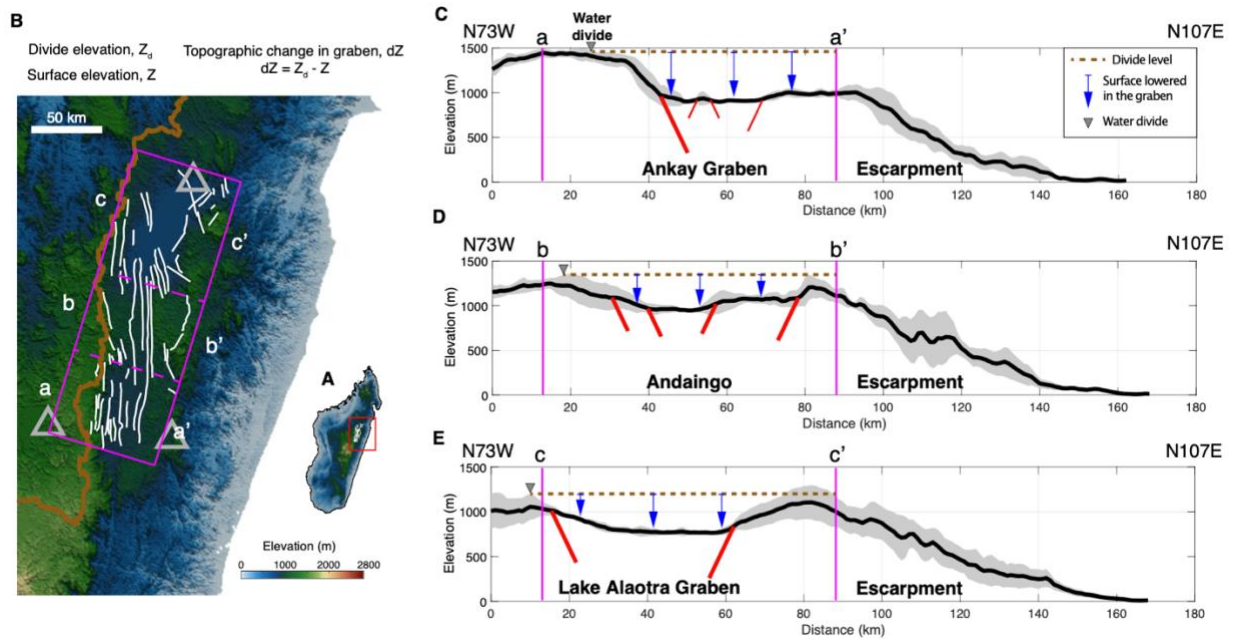 B
Divide elevation, Z_d
Surface elevation, Z
Topographic change in graben, dZ
dZ = Z_d - Z
50 km
c
c'
b
b'
a
a'
A
Elevation (m)
0 1000 2000 2800
C
N73W
Water
divide
a
a'
N107E
Divide level
Surface lowered
in the graben
Water divide
Elevation (m)
1500
1000
500
0
Ankay Graben
Escarpment
0 20 40 60 80 100 120 140 160 180
Distance (km)
D
N73W
b
b'
N107E
Elevation (m)
1500
1000
500
0
Andaingo
Escarpment
0 20 40 60 80 100 120 140 160 180
Distance (km)
E
N73W
c
c'
N107E
Elevation (m)
1500
1000
500
0
Lake Alaotra Graben
Escarpment
0 20 40 60 80 100 120 140 160 180
Distance (km)